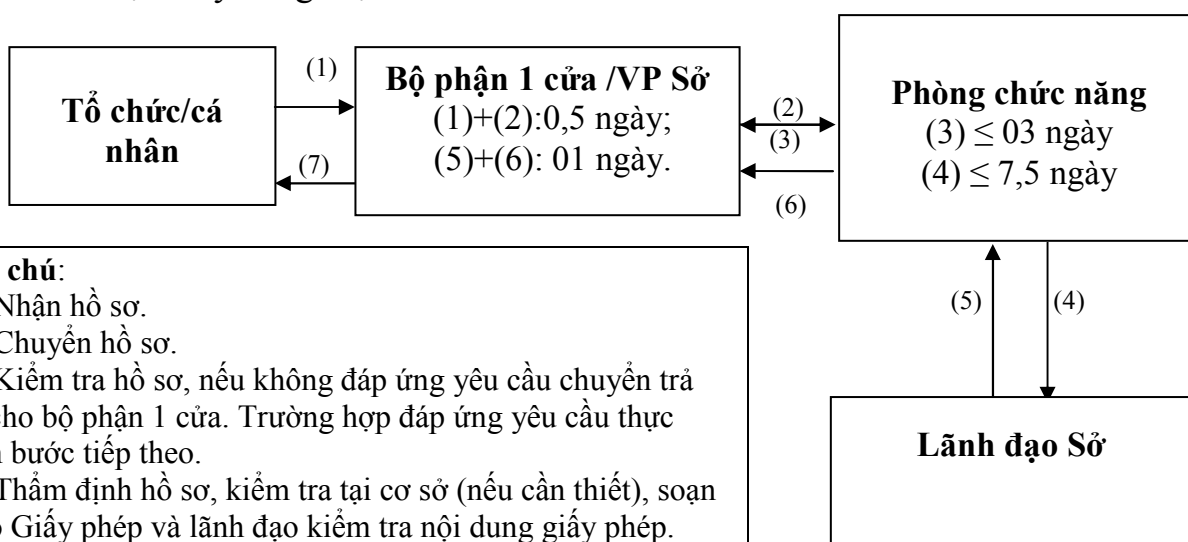 Tổ chức/cá
nhân
(1)
(7)
Bộ phận 1 cửa /VP Sở
(1)+(2):0,5 ngày;
(5)+(6): 01 ngày.
(2)
(3)
(6)
Phòng chức năng
(3) ≤ 03 ngày
(4) ≤ 7,5 ngày
(5)
(4)
Lãnh đạo Sở
chú:
Nhận hồ sơ.
Chuyển hồ sơ.
Kiểm tra hồ sơ, nếu không đáp ứng yêu cầu chuyển trả
cho bộ phận 1 cửa. Trường hợp đáp ứng yêu cầu thực
bước tiếp theo.
Thẩm định hồ sơ, kiểm tra tại cơ sở (nếu cần thiết), soạn
Giấy phép và lãnh đạo kiểm tra nội dung giấy phép.